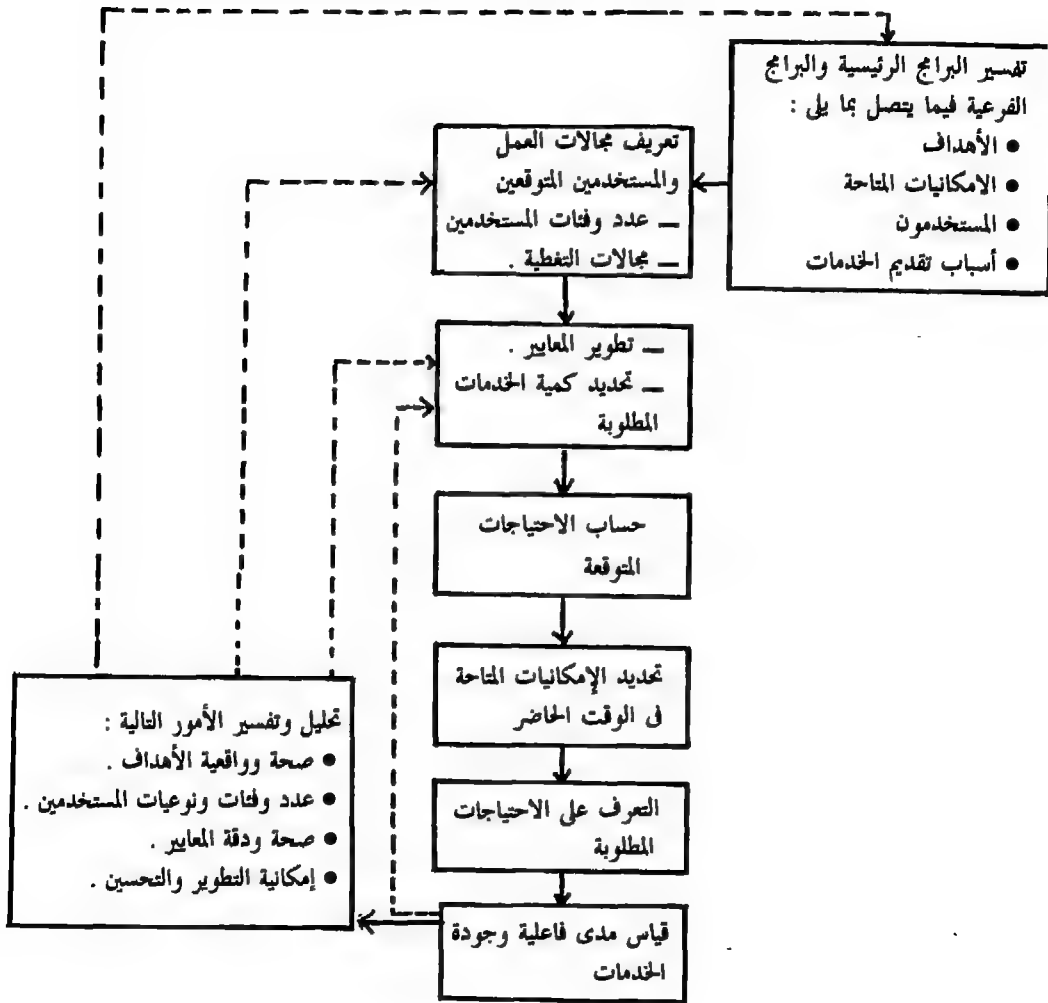 تفسير البرامج الرئيسية والبرامج
الفرعية فيما يتصل بما يلى :
● الأهداف
● الامكانيات المتاحة
● المستخدمون
● أسباب تقديم الخدمات
تعريف مجالات العمل
والمستخدمين المتوقعين
— عدد وفئات المستخدمين
— مجالات التغطية .
— تطوير المعايير .
— تحديد كمية الخدمات
المطلوبة
حساب الاحتياجات
المتوقعة
تحديد الإمكانيات المتاحة
فى الوقت الحاضر
التعرف على الاحتياجات
المطلوبة
قياس مدى فاعلية وجودة
الخدمات
تحليل وتفسير الأمور التالية :
● صحة وواقعية الأهداف .
● عدد وفئات ونوعيات المستخدمين .
● صحة ودقة المعايير .
● إمكانية التطوير والتحسين .